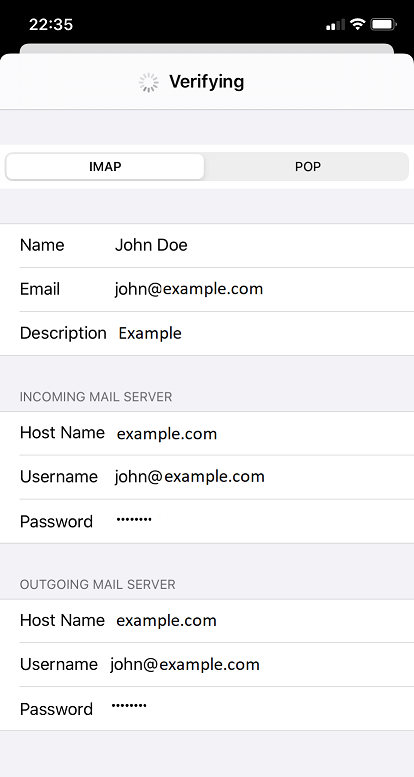 22:35
Verifying
IMAP POP
Name John Doe
Email john@example.com
Description Example
INCOMING MAIL SERVER
Host Name example.com
Username john@example.com
Password ••••••••
OUTGOING MAIL SERVER
Host Name example.com
Username john@example.com
Password ••••••••